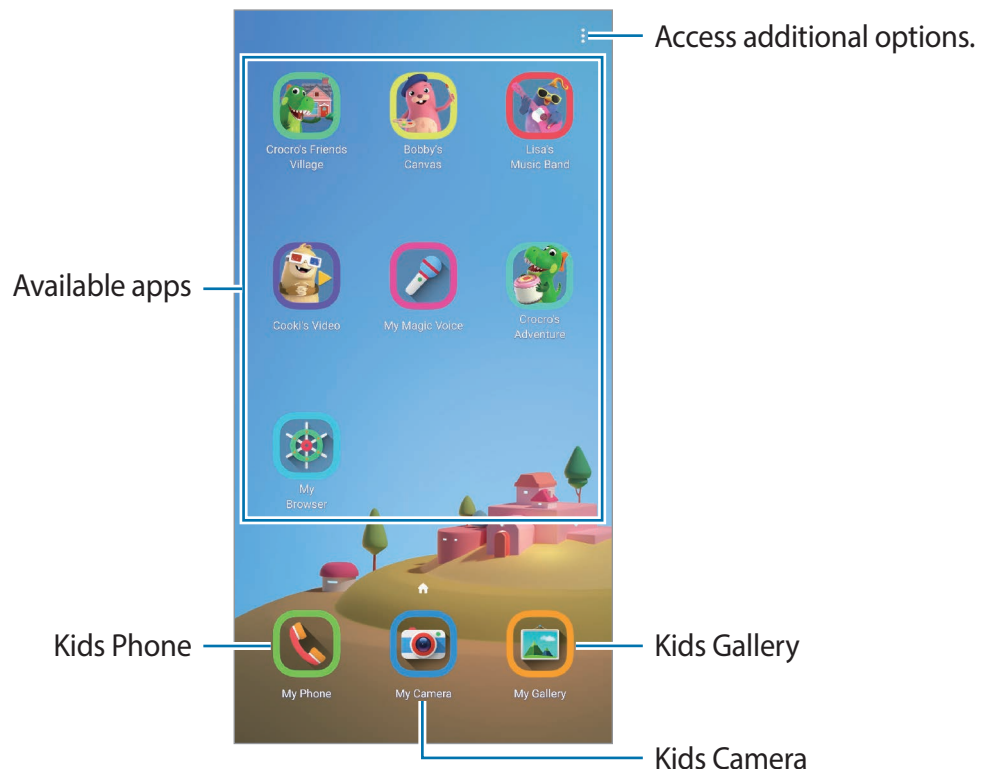 Access additional options.
Crocro's Friends
Village
Bobby's
Canvas
Lisa's
Music Band
Available apps
Cooki's Video
My Magic Voice
Crocro's
Adventure
My
Browser
Kids Phone
Kids Gallery
My Phone
My Camera
My Gallery
Kids Camera